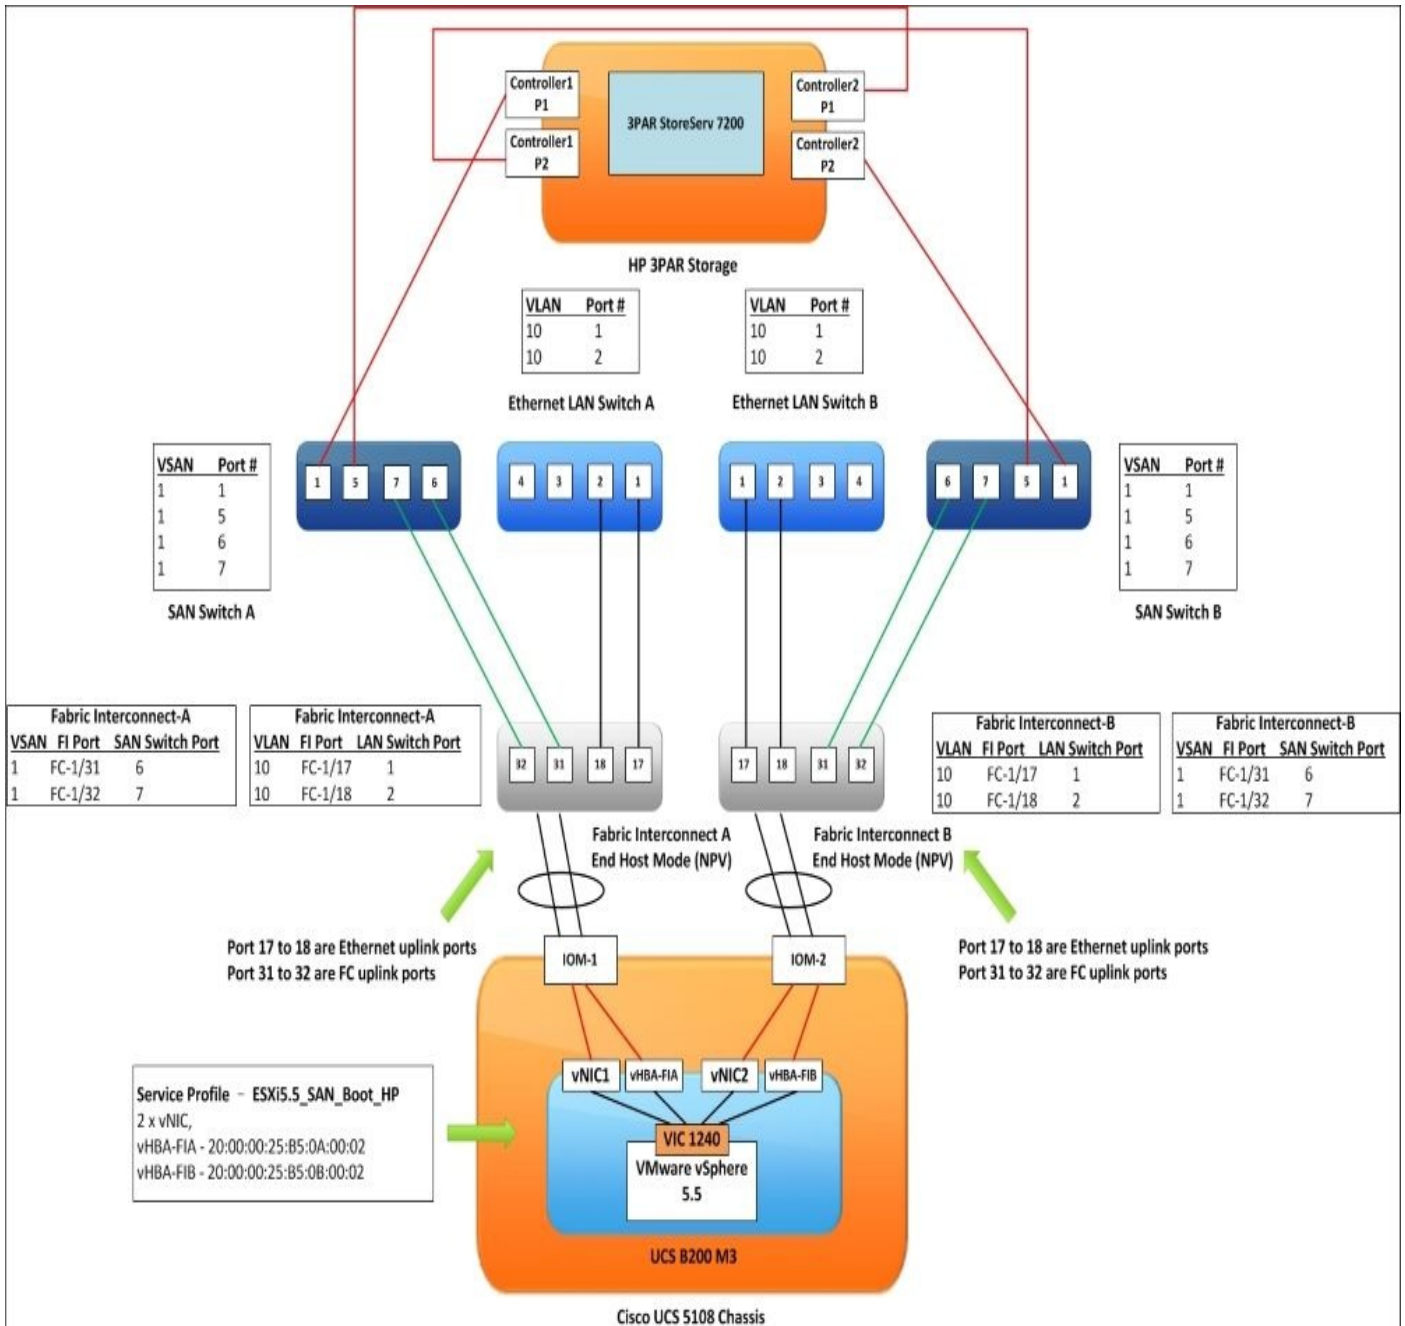 Controller1
P1
Controller1
P2
3PAR StoreServ 7200
Controller2
P1
Controller2
P2
HP 3PAR Storage
VLAN Port #
10 1
10 2
Ethernet LAN Switch A
VLAN Port #
10 1
10 2
Ethernet LAN Switch B
VSAN Port #
1 1
1 5
1 6
1 7
SAN Switch A
1 5 7 6
4 3 2 1
1 2 3 4
6 7 5 1
VSAN Port #
1 1
1 5
1 6
1 7
SAN Switch B
Fabric Interconnect-A
VSAN FI Port SAN Switch Port
1 FC-1/31 6
1 FC-1/32 7
Fabric Interconnect-A
VLAN FI Port LAN Switch Port
10 FC-1/17 1
10 FC-1/18 2
32 31 18 17
17 18 31 32
Fabric Interconnect-B
VLAN FI Port LAN Switch Port
10 FC-1/17 1
10 FC-1/18 2
Fabric Interconnect-B
VSAN FI Port SAN Switch Port
1 FC-1/31 6
1 FC-1/32 7
Fabric Interconnect A
End Host Mode (NPV)
Fabric Interconnect B
End Host Mode (NPV)
Port 17 to 18 are Ethernet uplink ports
Port 31 to 32 are FC uplink ports
Port 17 to 18 are Ethernet uplink ports
Port 31 to 32 are FC uplink ports
IOM-1
IOM-2
vNIC1
vHBA-FIA
vNIC2
vHBA-FIB
Service Profile – ESXi5.5_SAN_Boot_HP
2 x vNIC,
vHBA-FIA - 20:00:00:25:B5:0A:00:02
vHBA-FIB - 20:00:00:25:B5:0B:00:02
VIC 1240
VMware vSphere
5.5
UCS B200 M3
Cisco UCS 5108 Chassis